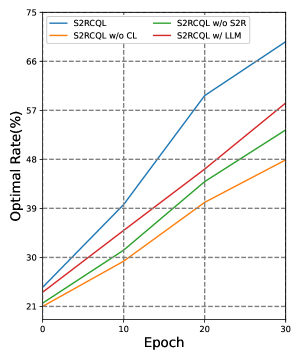 S2RCQL
S2RCQL w/o CL
S2RCQL w/o S2R
S2RCQL w/ LLM
75
66
57
48
39
30
21
Optimal Rate(%)
0 10 20 30
Epoch